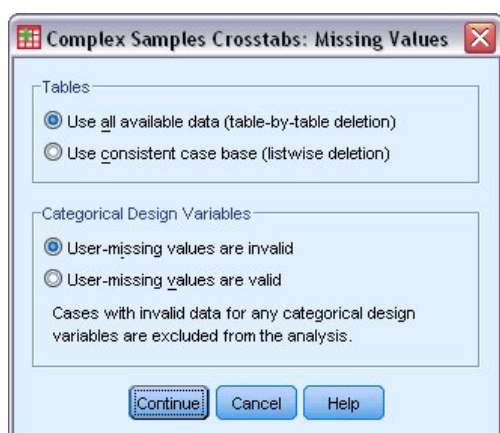 Complex Samples Crosstabs: Missing Values
Tables
Use all available data (table-by-table deletion)
Use consistent case base (listwise deletion)
Categorical Design Variables
User-missing values are invalid
User-missing values are valid
Cases with invalid data for any categorical design
variables are excluded from the analysis.
Continue Cancel Help